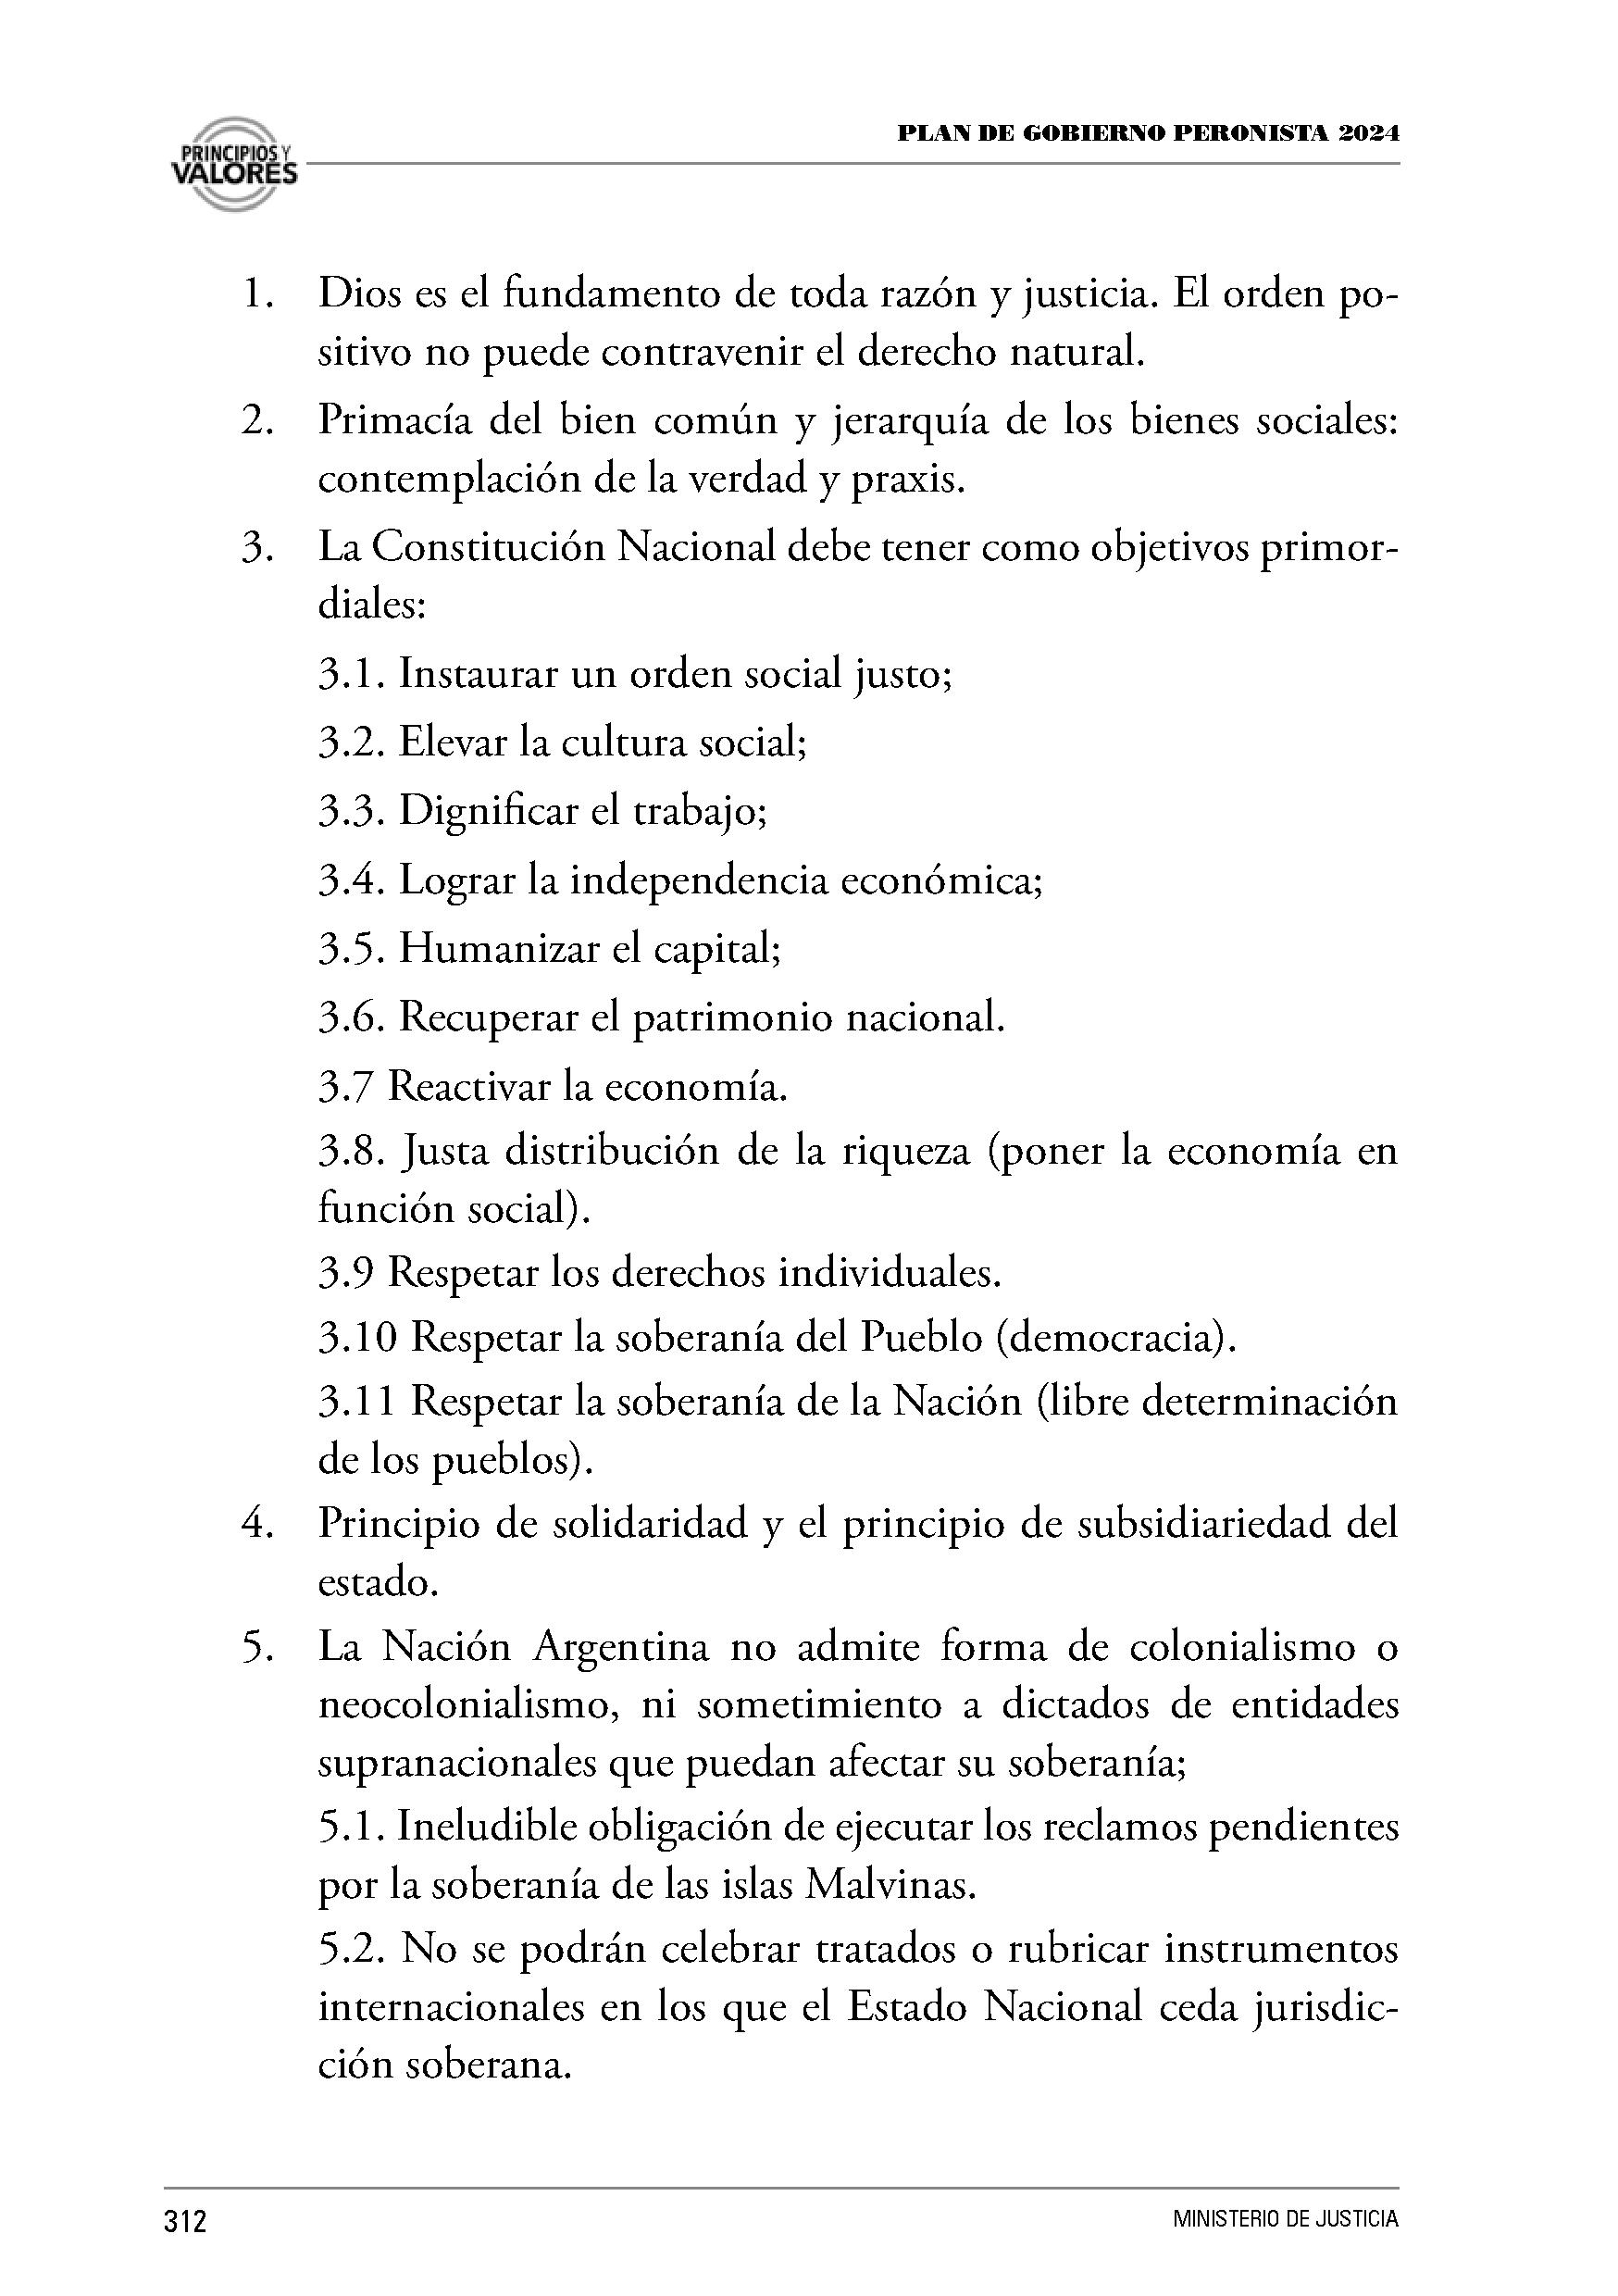 PLAN DE GOBIERNO PERONISTA 2024
PRINCIPIOS Y
VALORES
1. Dios es el fundamento de toda razón y justicia. El orden po-
sitivo no puede contravenir el derecho natural.
2. Primacía del bien común y jerarquía de los bienes sociales:
contemplación de la verdad y praxis.
3. La Constitución Nacional debe tener como objetivos primor-
diales:
3.1. Instaurar un orden social justo;
3.2. Elevar la cultura social;
3.3. Dignificar el trabajo;
3.4. Lograr la independencia económica;
3.5. Humanizar el capital;
3.6. Recuperar el patrimonio nacional.
3.7 Reactivar la economía.
3.8. Justa distribución de la riqueza (poner la economía en
función social).
3.9 Respetar los derechos individuales.
3.10 Respetar la soberanía del Pueblo (democracia).
3.11 Respetar la soberanía de la Nación (libre determinación
de los pueblos).
4. Principio de solidaridad y el principio de subsidiariedad del
estado.
5. La Nación Argentina no admite forma de colonialismo o
neocolonialismo, ni sometimiento a dictados de entidades
supranacionales que puedan afectar su soberanía;
5.1. Ineludible obligación de ejecutar los reclamos pendientes
por la soberanía de las islas Malvinas.
5.2. No se podrán celebrar tratados o rubricar instrumentos
internacionales en los que el Estado Nacional ceda jurisdic-
ción soberana.
312
MINISTERIO DE JUSTICIA